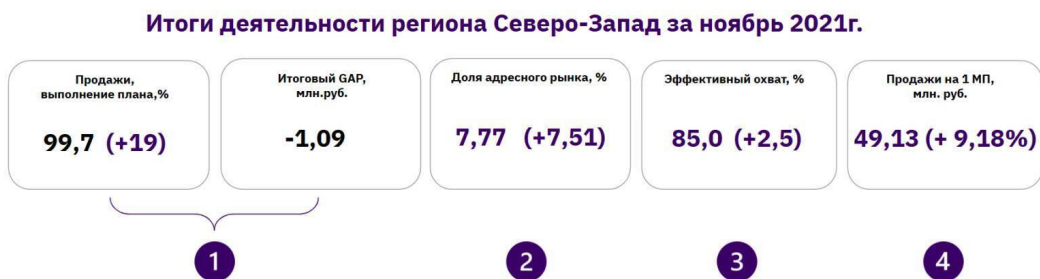 Итоги деятельности региона Северо-Запад за ноябрь 2021г.
Продажи,
выполнение плана,%
99,7 (+19)
Итоговый GAP,
млн.руб.
-1,09
Доля адресного рынка, %
7,77 (+7,51)
Эффективный охват, %
85,0 (+2,5)
Продажи на 1 МП,
млн. руб.
49,13 (+ 9,18%)
1
2
3
4